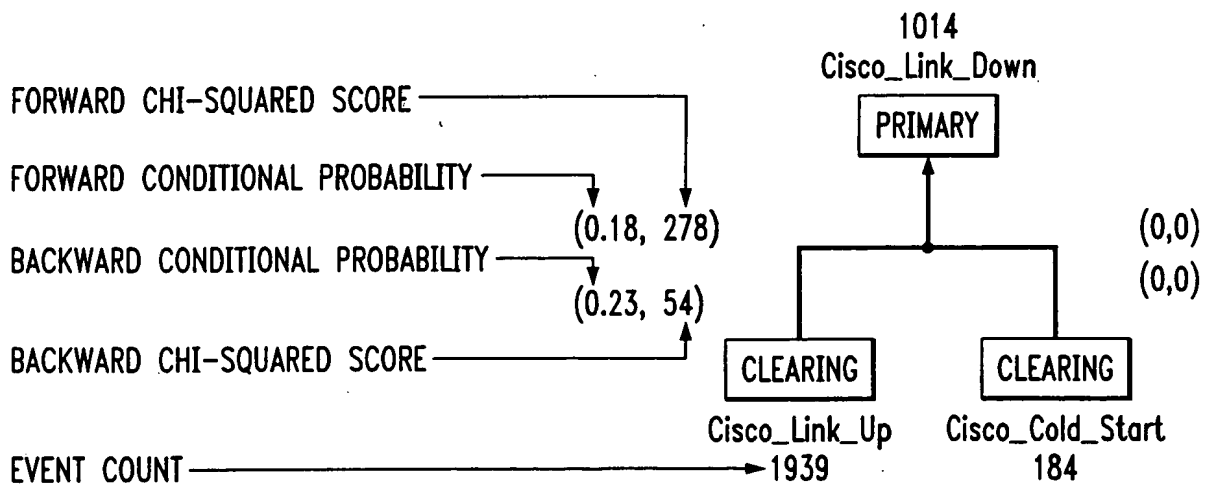 1014
Cisco_Link_Down
FORWARD CHI-SQUARED SCORE
PRIMARY
FORWARD CONDITIONAL PROBABILITY
(0.18, 278)
(0,0)
BACKWARD CONDITIONAL PROBABILITY
(0,0)
(0.23, 54)
BACKWARD CHI-SQUARED SCORE
CLEARING
CLEARING
Cisco_Link_Up
Cisco_Cold_Start
EVENT COUNT
1939
184